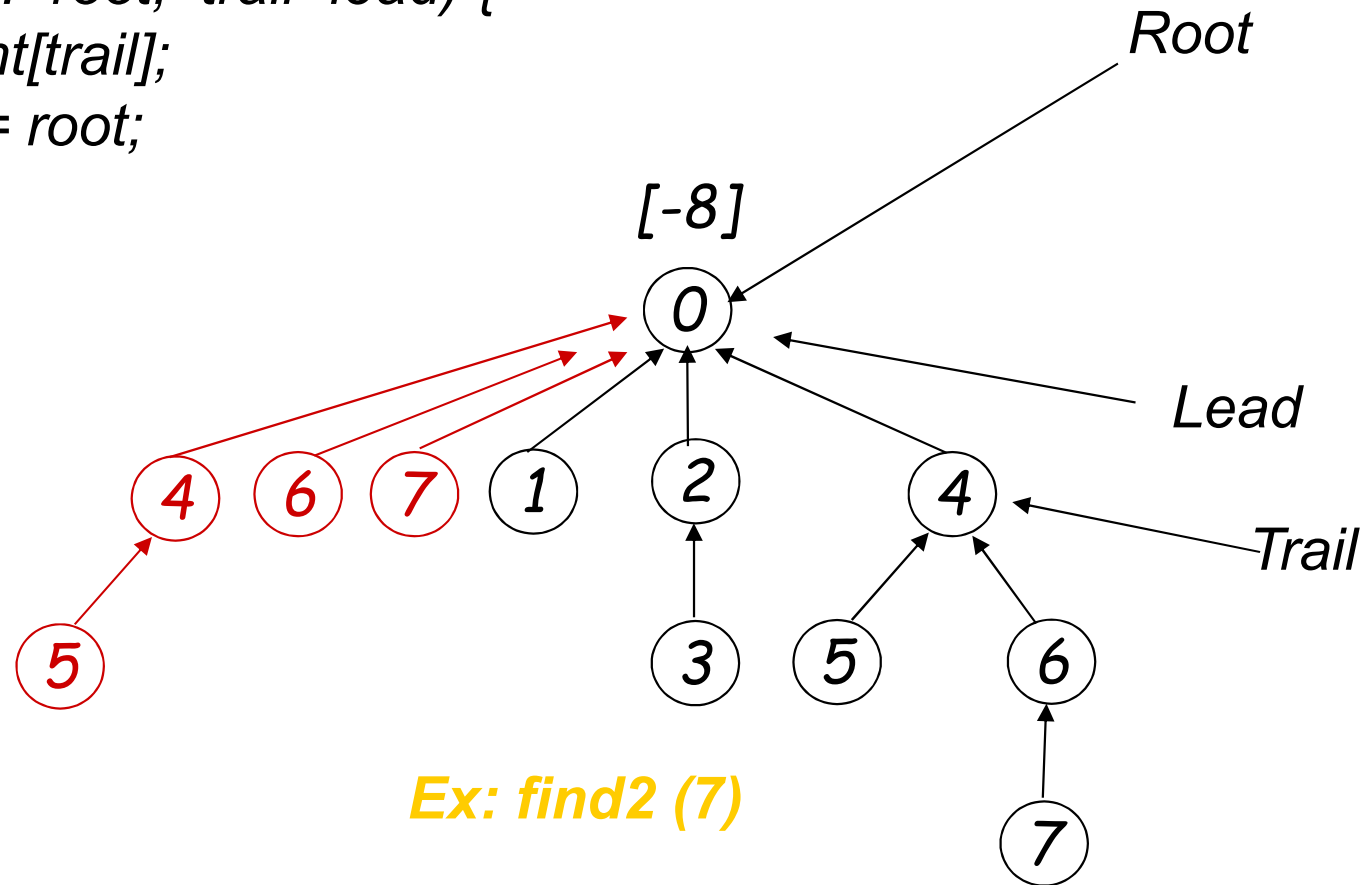 root; trail=lead) {
nt[trail];
= root;
Root
[-8]
0
Lead
4 6 7 1 2 4
Trail
5 3 5 6
Ex: find2 (7)
7